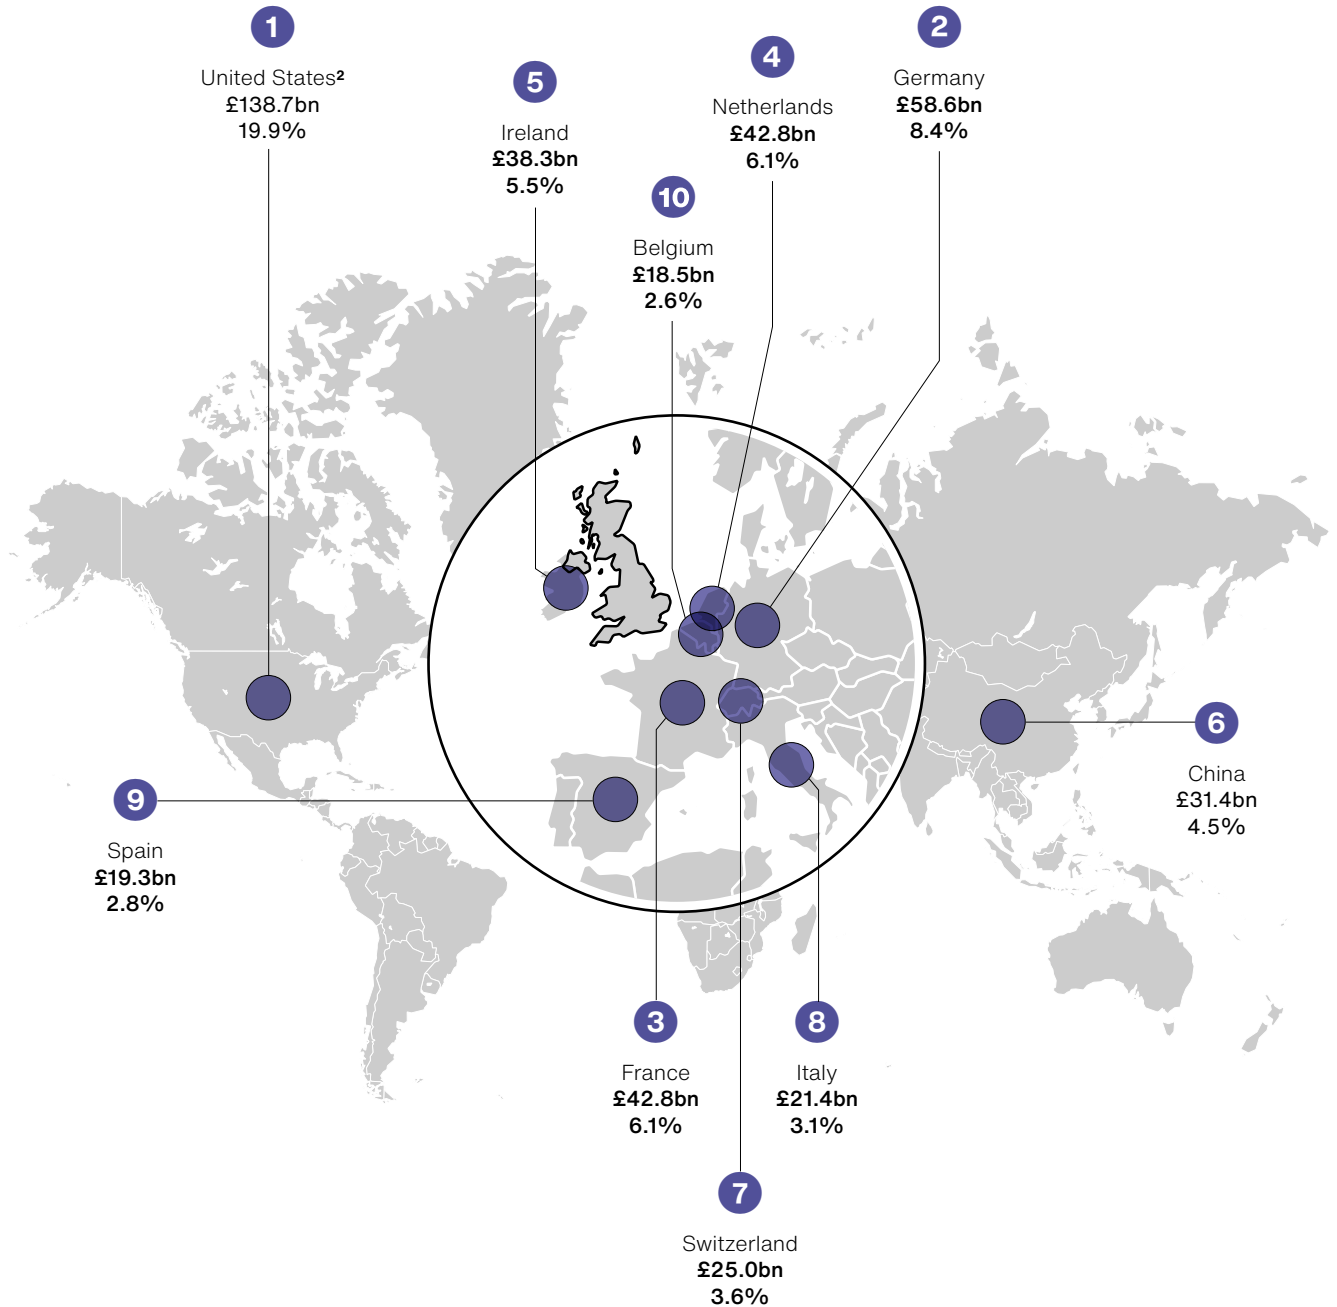 1
United States²
£138.7bn
19.9%
2
Germany
£58.6bn
8.4%
4
Netherlands
£42.8bn
6.1%
5
Ireland
£38.3bn
5.5%
10
Belgium
£18.5bn
2.6%
6
China
£31.4bn
4.5%
9
Spain
£19.3bn
2.8%
3
France
£42.8bn
6.1%
8
Italy
£21.4bn
3.1%
7
Switzerland
£25.0bn
3.6%